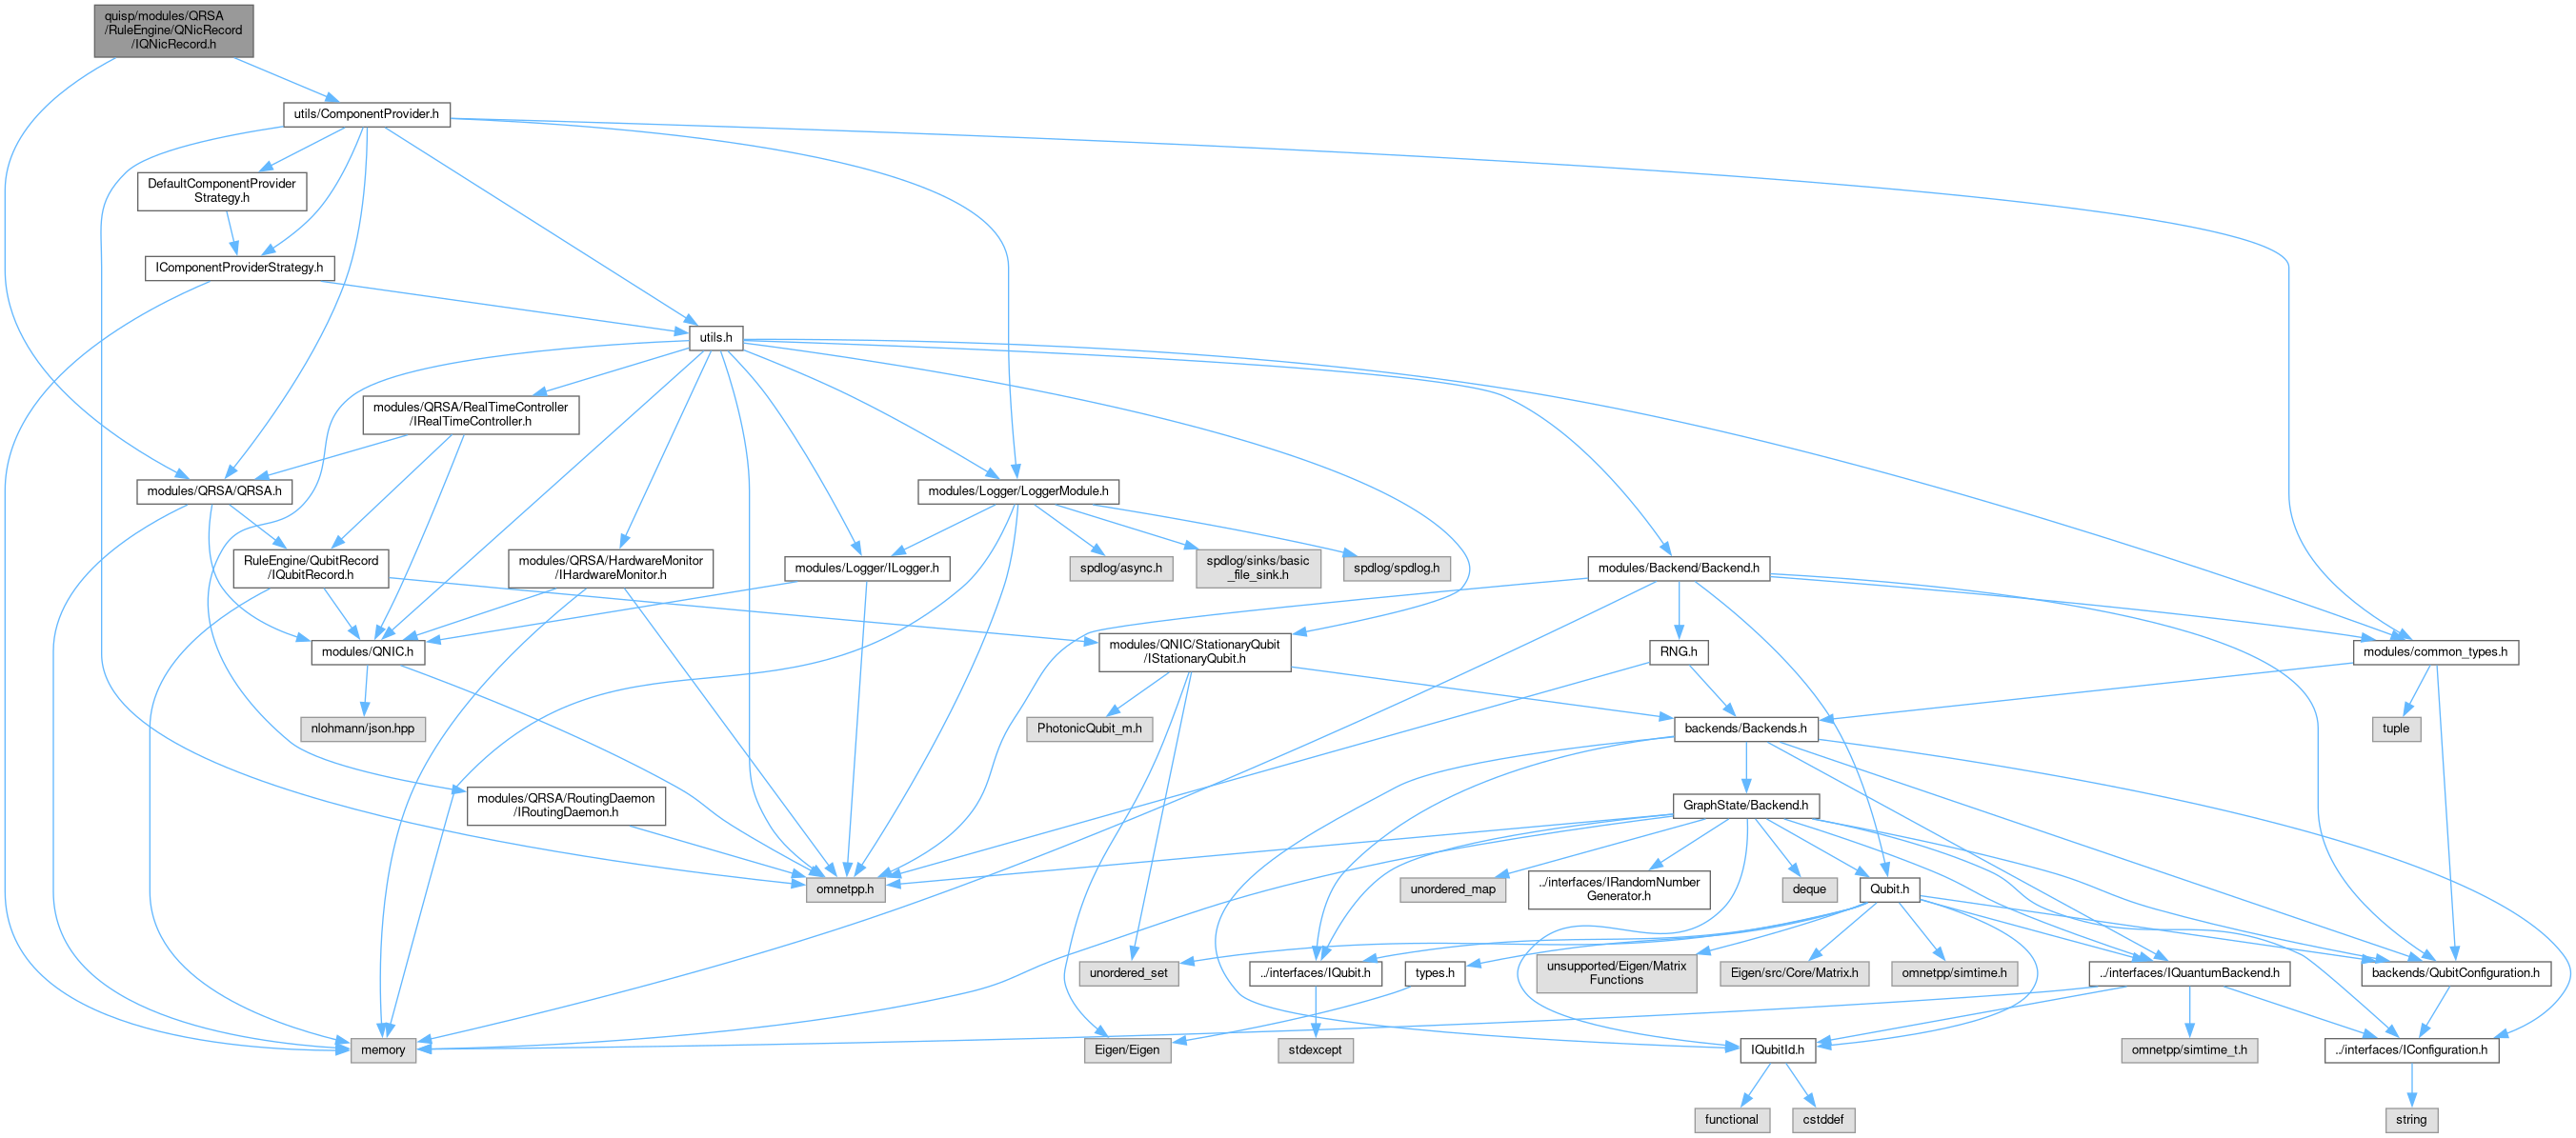 quisp/modules/QRSA
/RuleEngine/QNicRecord
/IQNicRecord.h
utils/ComponentProvider.h
DefaultComponentProvider
Strategy.h
IComponentProviderStrategy.h
utils.h
modules/QRSA/RealTimeController
/IRealTimeController.h
modules/QRSA/QRSA.h
modules/Logger/LoggerModule.h
RuleEngine/QubitRecord
/IQubitRecord.h
modules/QRSA/HardwareMonitor
/IHardwareMonitor.h
modules/Logger/ILogger.h
spdlog/async.h
spdlog/sinks/basic
_file_sink.h
spdlog/spdlog.h
modules/Backend/Backend.h
modules/QNIC.h
modules/QNIC/StationaryQubit
/IStationaryQubit.h
RNG.h
modules/common_types.h
nlohmann/json.hpp
PhotonicQubit_m.h
backends/Backends.h
tuple
modules/QRSA/RoutingDaemon
/IRoutingDaemon.h
GraphState/Backend.h
omnetpp.h
unordered_map
../interfaces/IRandomNumber
Generator.h
deque
Qubit.h
unordered_set
../interfaces/IQubit.h
types.h
unsupported/Eigen/Matrix
Functions
Eigen/src/Core/Matrix.h
omnetpp/simtime.h
../interfaces/IQuantumBackend.h
backends/QubitConfiguration.h
memory
Eigen/Eigen
stdexcept
IQubitId.h
omnetpp/simtime_t.h
../interfaces/IConfiguration.h
functional
cstddef
string